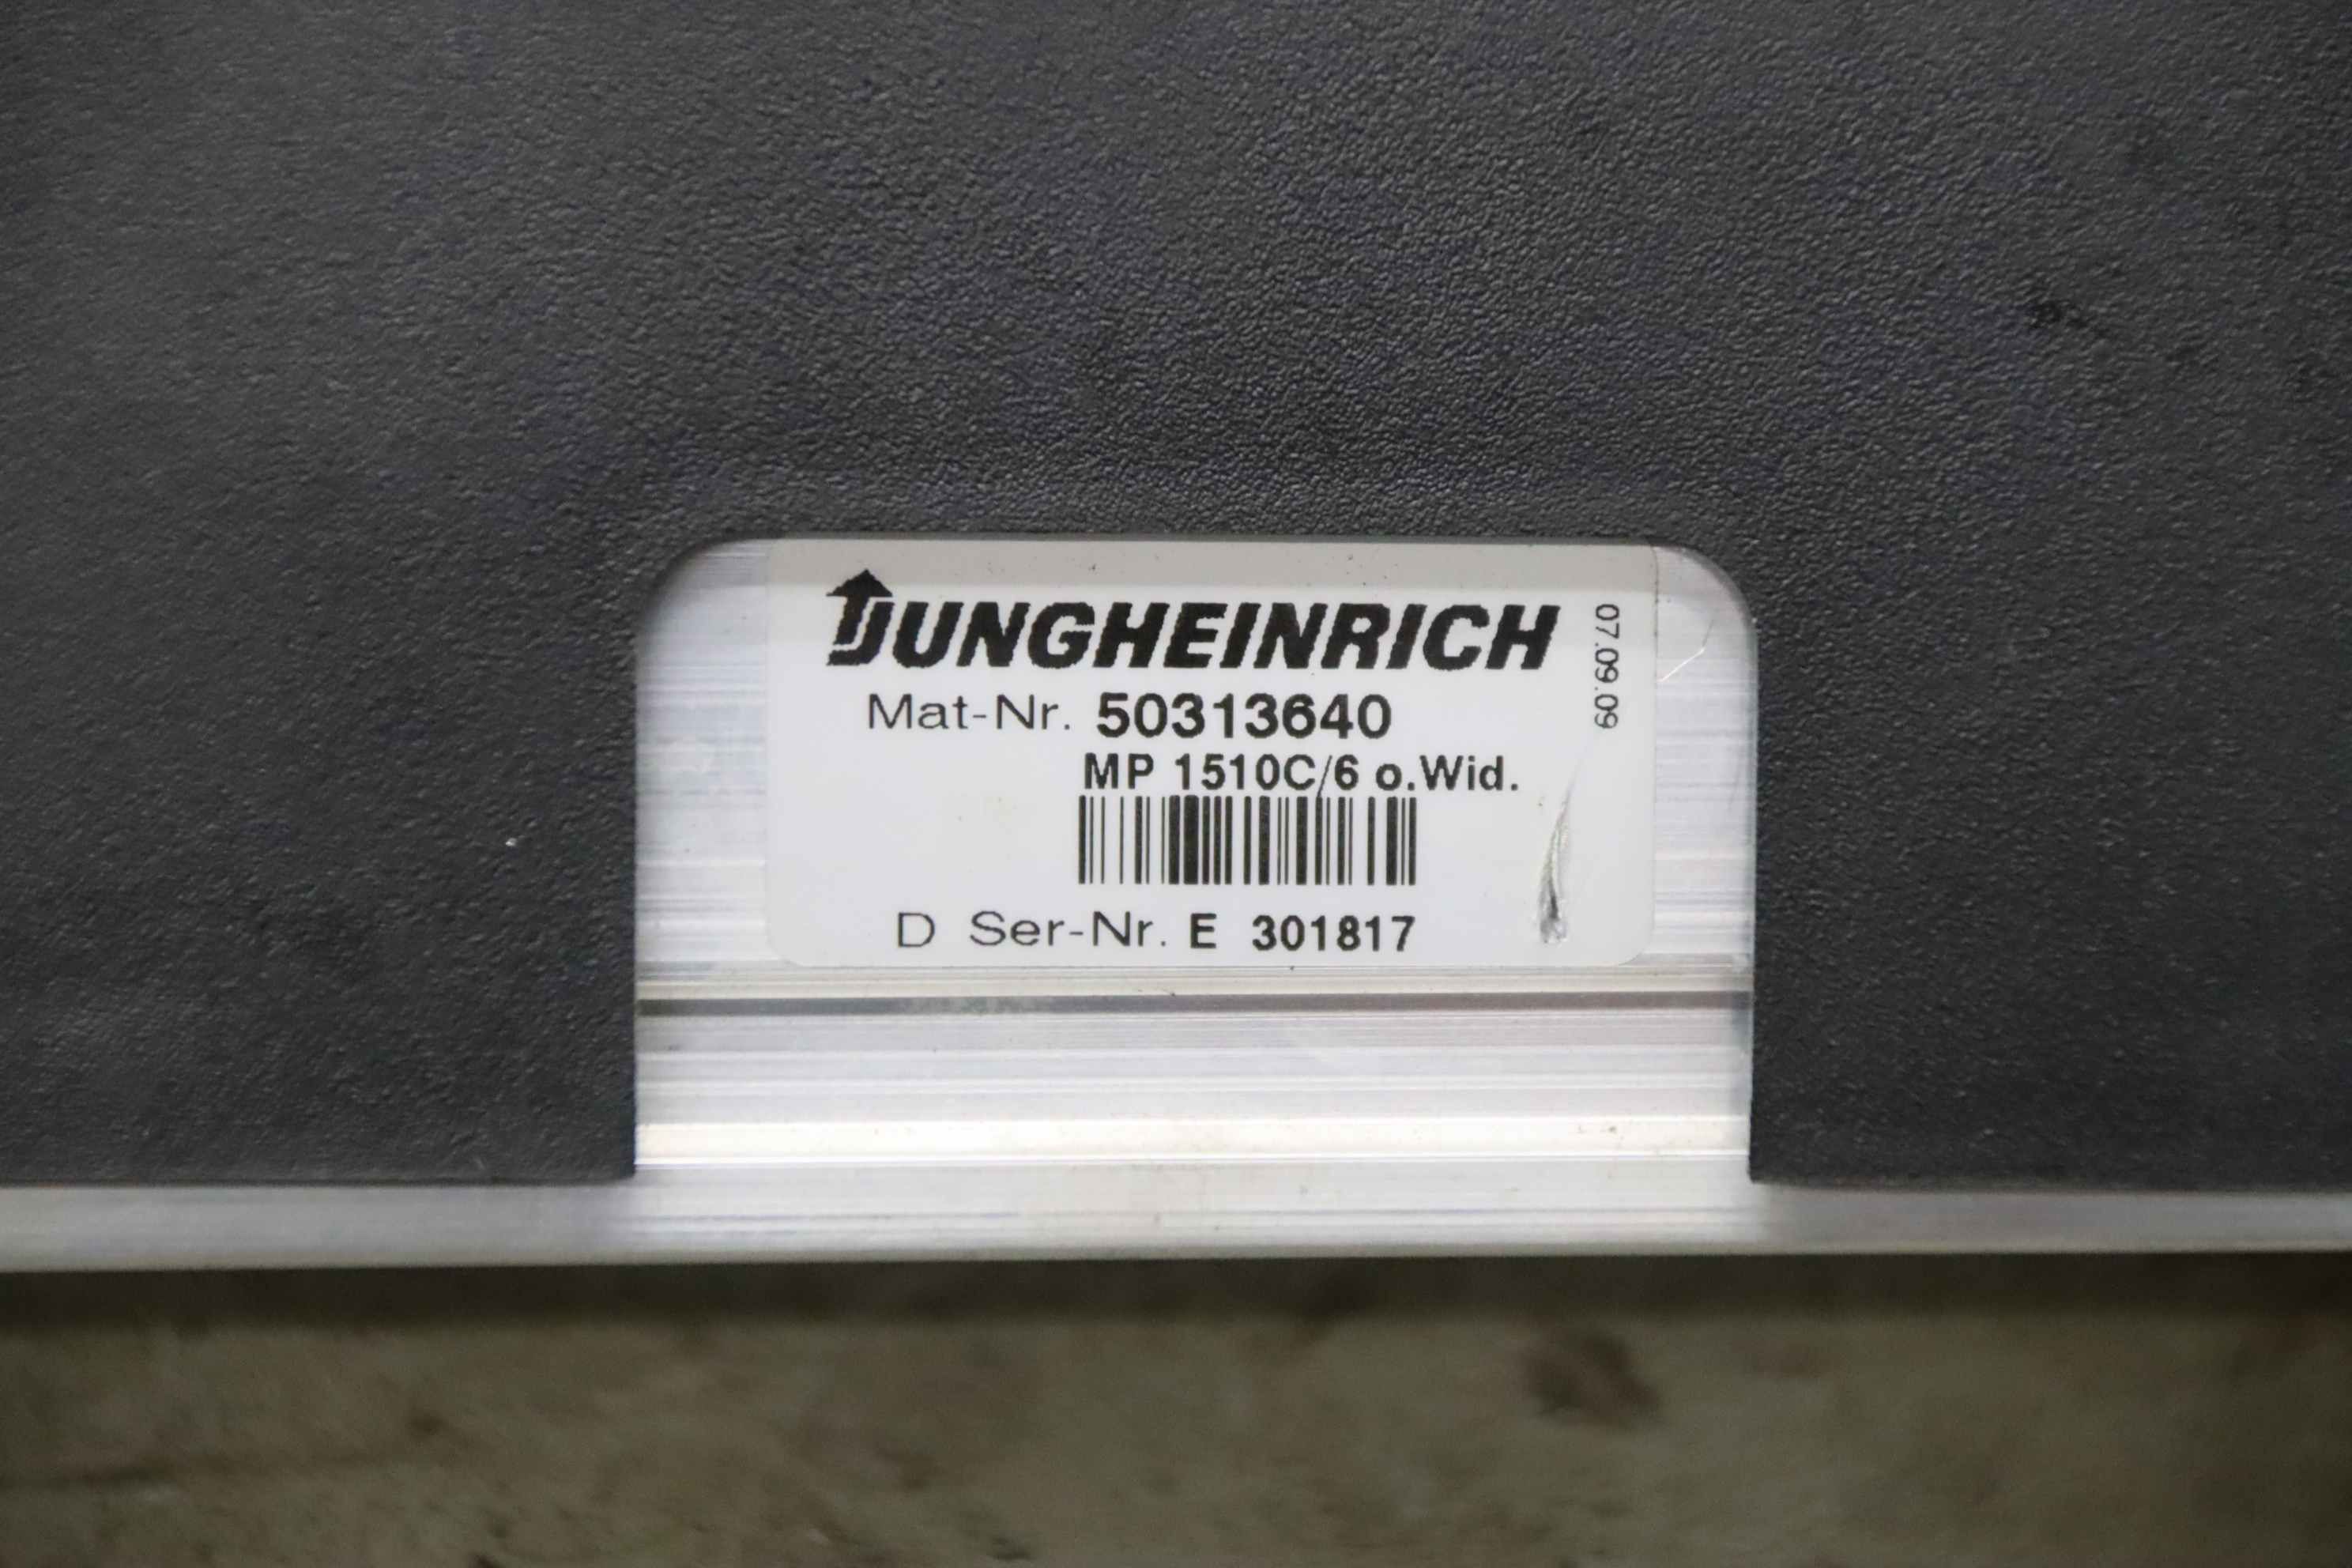 JUNGHEINRICH
07.09.09
Mat-Nr. 50313640
MP 1510C/6 o.Wid.
D Ser-Nr. E 301817